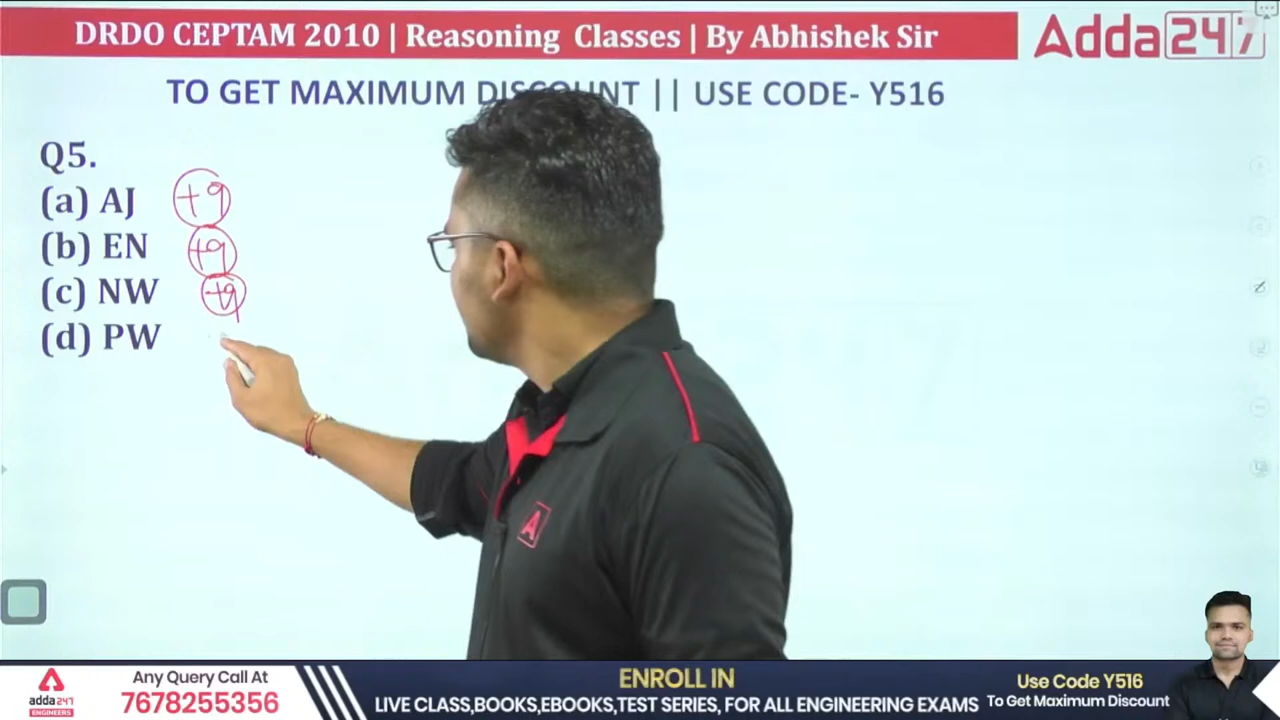 DRDO CEPTAM 2010 | Reasoning Classes | By Abhishek Sir
Adda247
TO GET MAXIMUM DISCOUNT || USE CODE- Y516
Q5.
(a) AJ +9
(b) EN +9
(c) NW +9
(d) PW
A
adda247
ENGINEERS
Any Query Call At
7678255356
ENROLL IN
LIVE CLASS,BOOKS,EBOOKS,TEST SERIES, FOR ALL ENGINEERING EXAMS
Use Code Y516
To Get Maximum Discount